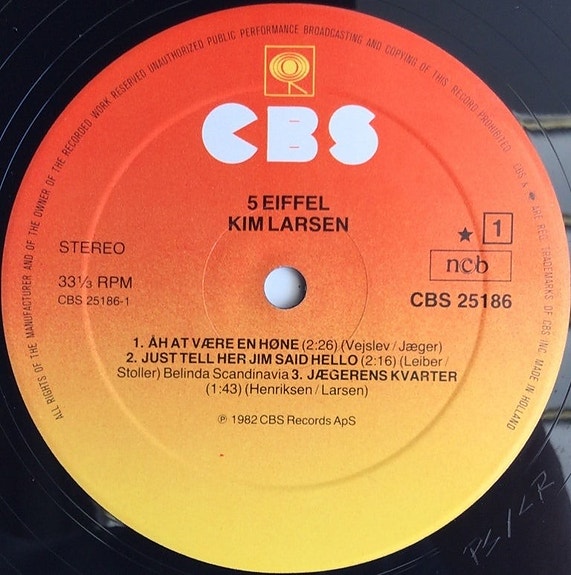 ALL RIGHTS OF THE MANUFACTURER AND OF THE OWNER OF THE RECORDED WORK RESERVED UNAUTHORIZED PUBLIC PERFORMANCE BROADCASTING AND COPYING OF THIS RECORD PROHIBITED
CBS & ARE REG. TRADEMARKS OF CBS INC. MADE IN HOLLAND
CBS
5 EIFFEL
KIM LARSEN
STEREO
★ 1
33⅓ RPM
ncb
CBS 25186-1
CBS 25186
1. ÅH AT VÆRE EN HØNE (2:26) (Vejslev/Jæger)
2. JUST TELL HER JIM SAID HELLO (2:16) (Leiber/
Stoller) Belinda Scandinavia 3. JÆGERENS KVARTER
(1:43) (Henriksen/Larsen)
℗ 1982 CBS Records ApS